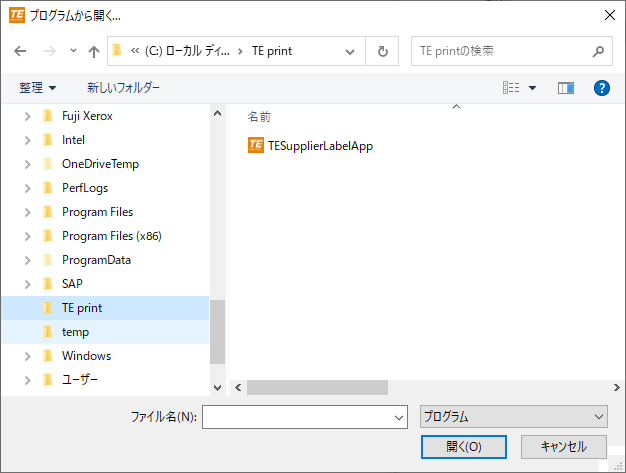 TE プログラムから開く...
« (C:) ローカル ディ... › TE print
TE printの検索
整理 新しいフォルダー
?
Fuji Xerox
Intel
OneDriveTemp
PerfLogs
Program Files
Program Files (x86)
ProgramData
SAP
TE print
temp
Windows
ユーザー
名前
TE TESupplierLabelApp
ファイル名(N):
プログラム
開く(O) キャンセル